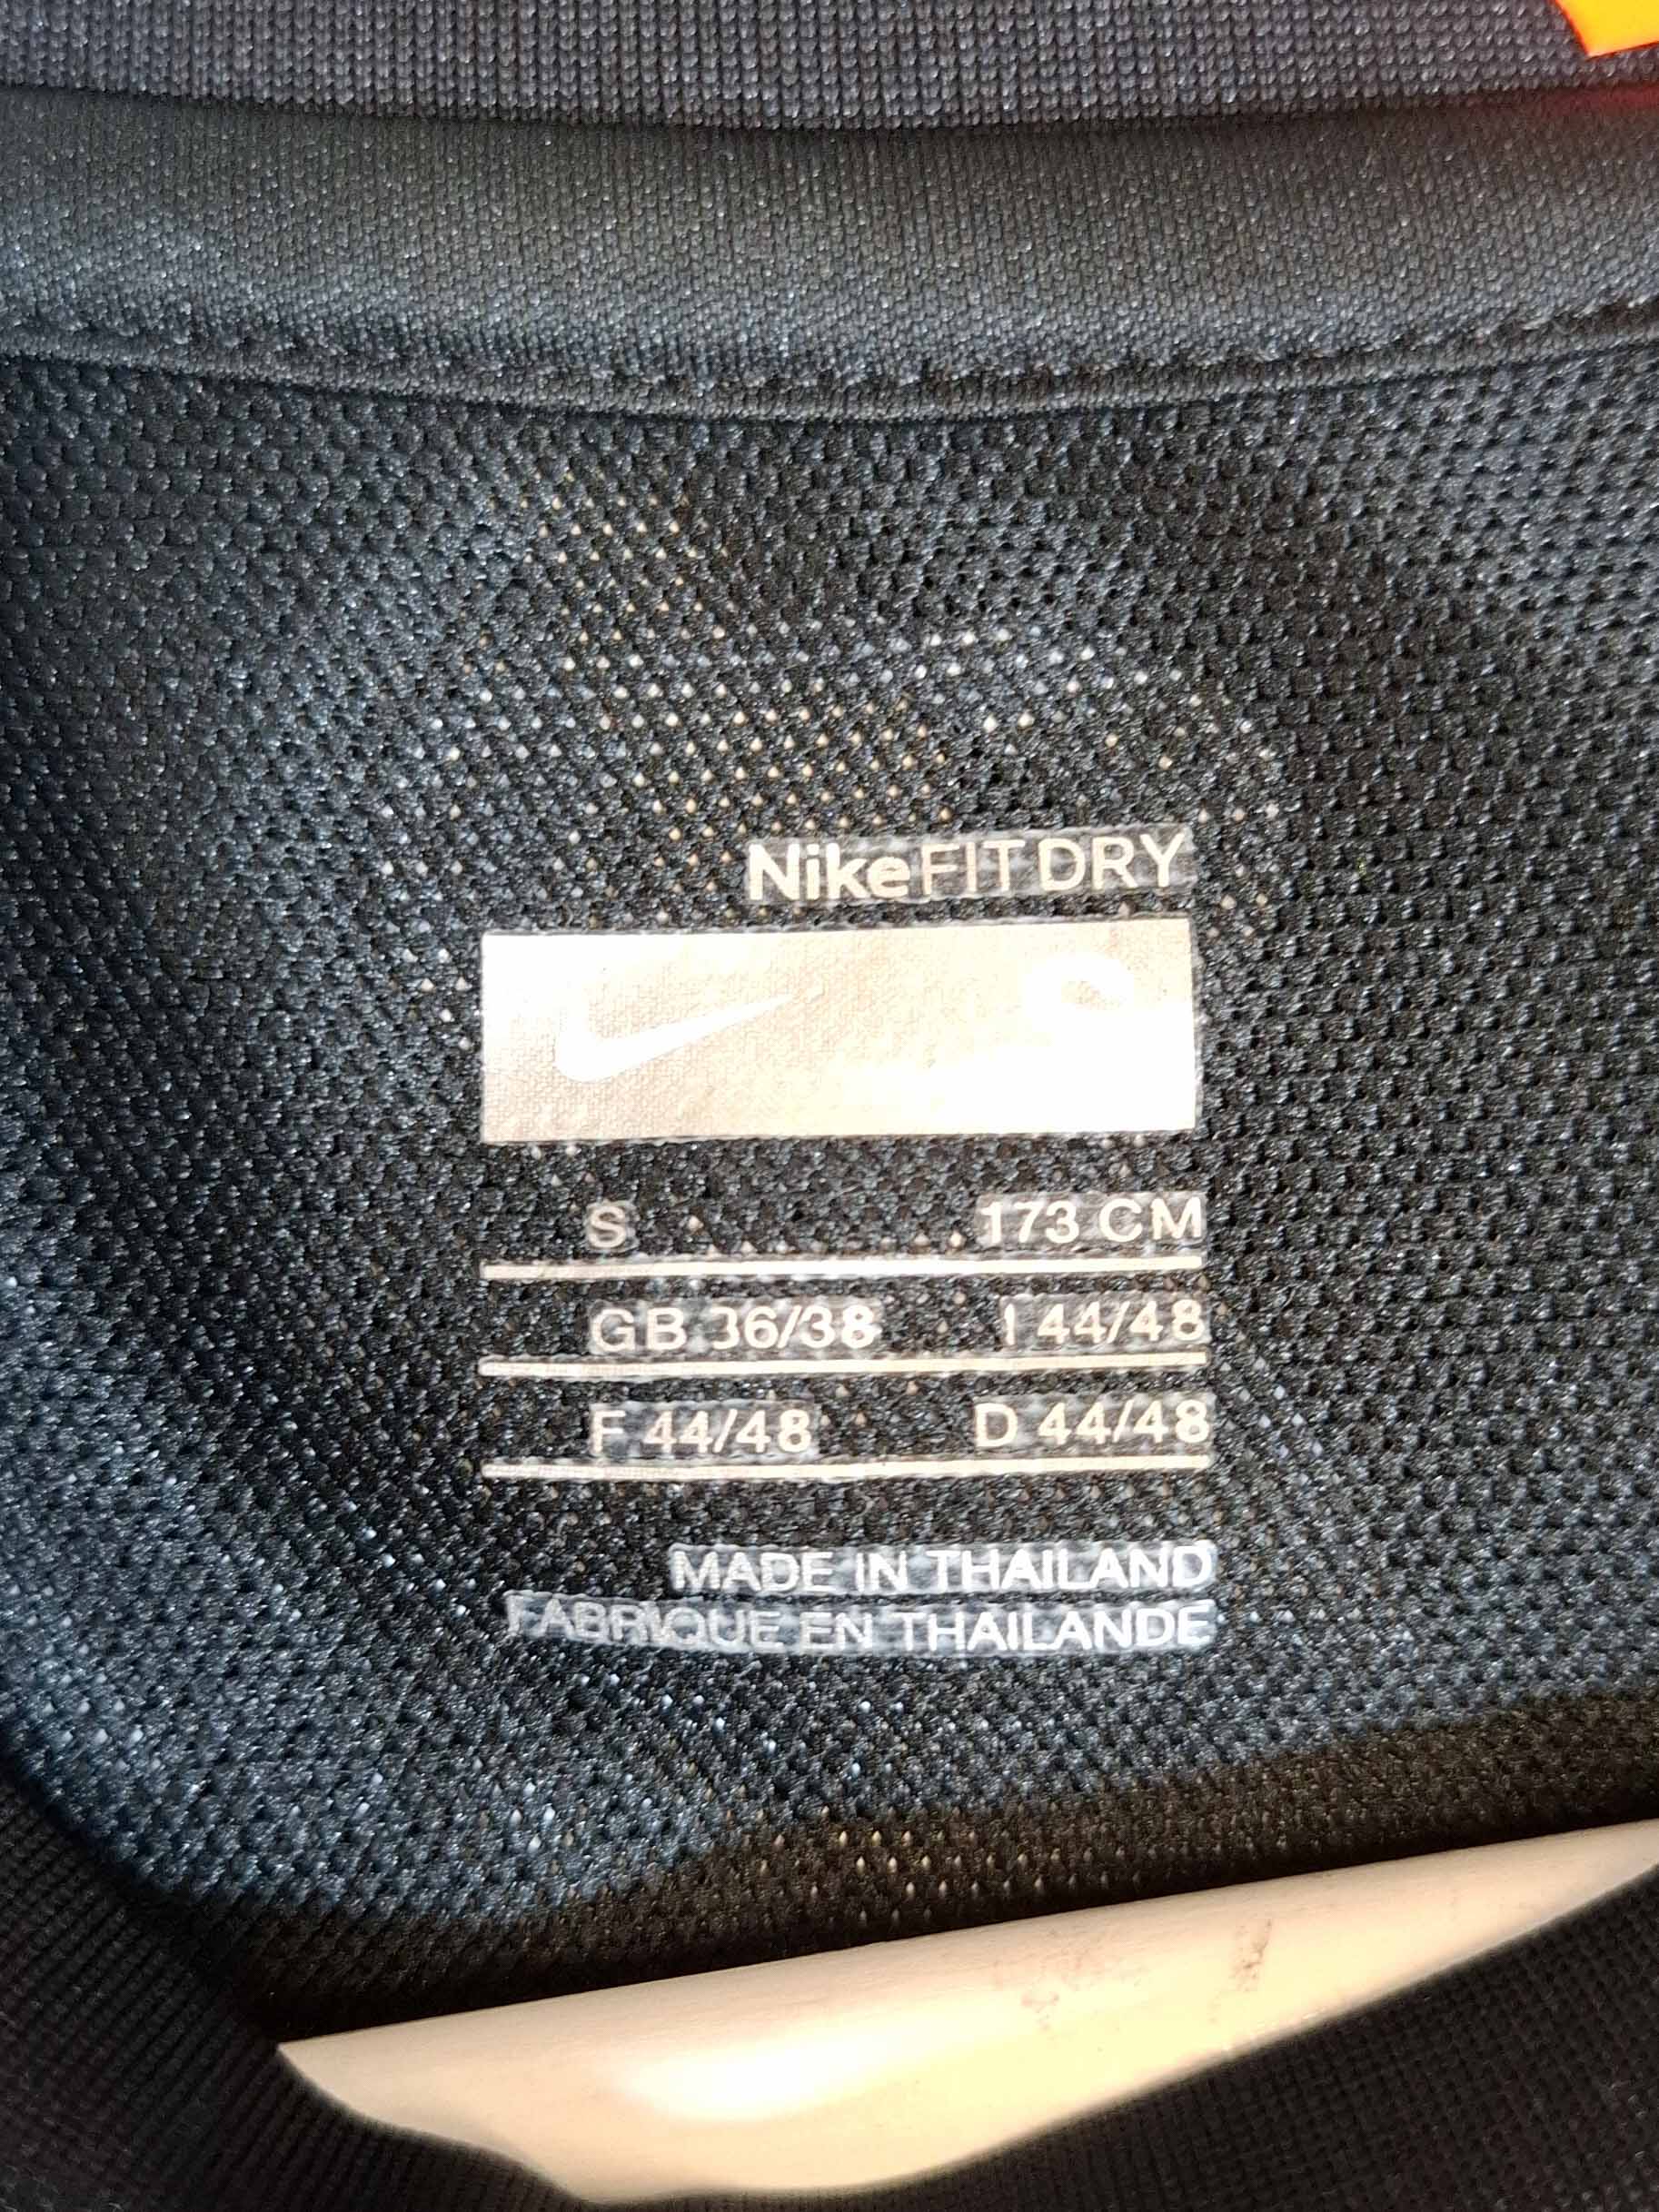 NikeFIT DRY
S 173 CM
GB 36/38 I 44/48
F 44/48 D 44/48
MADE IN THAILAND
FABRIQUE EN THAILANDE